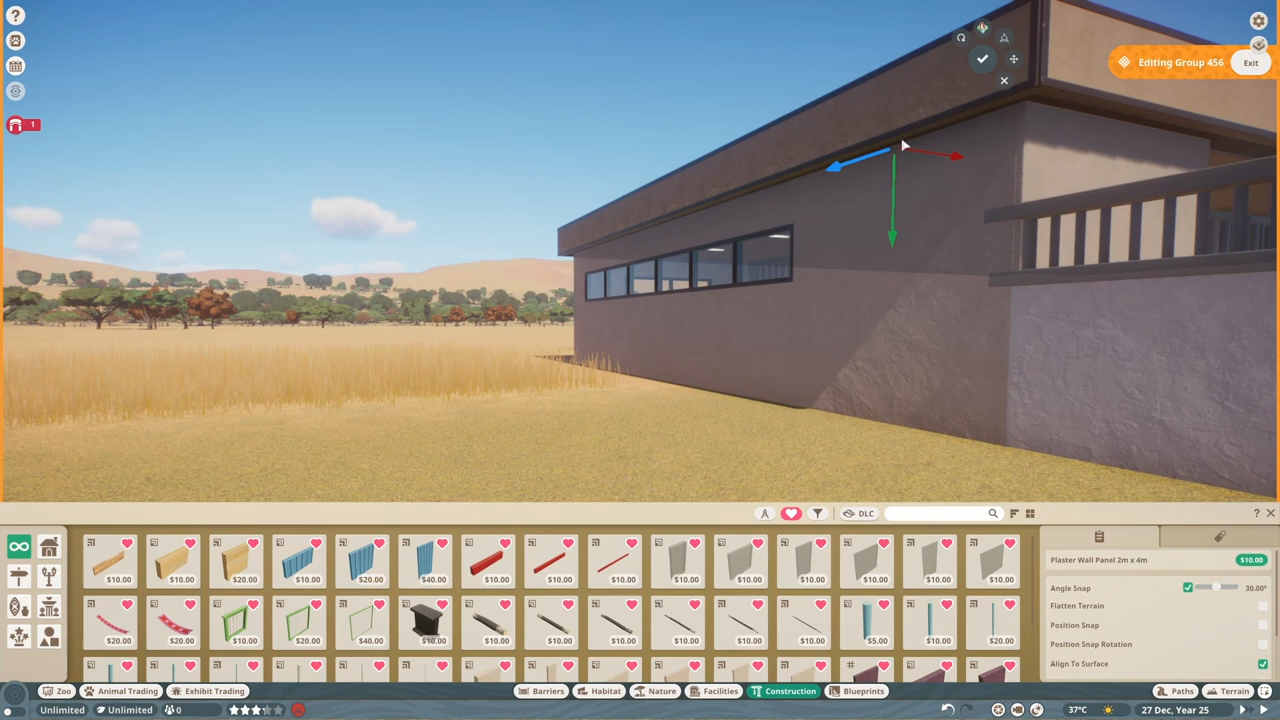 Editing Group 456
Exit
1
DLC
$10.00 $10.00 $20.00 $10.00 $20.00 $40.00 $10.00 $10.00 $10.00 $10.00 $10.00 $10.00 $10.00 $10.00 $10.00
$20.00 $20.00 $10.00 $20.00 $40.00 $10.00 $10.00 $10.00 $10.00 $10.00 $10.00 $10.00 $5.00 $10.00 $20.00
Plaster Wall Panel 2m x 4m
$10.00
Angle Snap
30.00°
Flatten Terrain
Position Snap
Position Snap Rotation
Align To Surface
Zoo Animal Trading Exhibit Trading Barriers Habitat Nature Facilities Construction Blueprints Paths Terrain
Unlimited Unlimited 0 37°C 27 Dec, Year 25